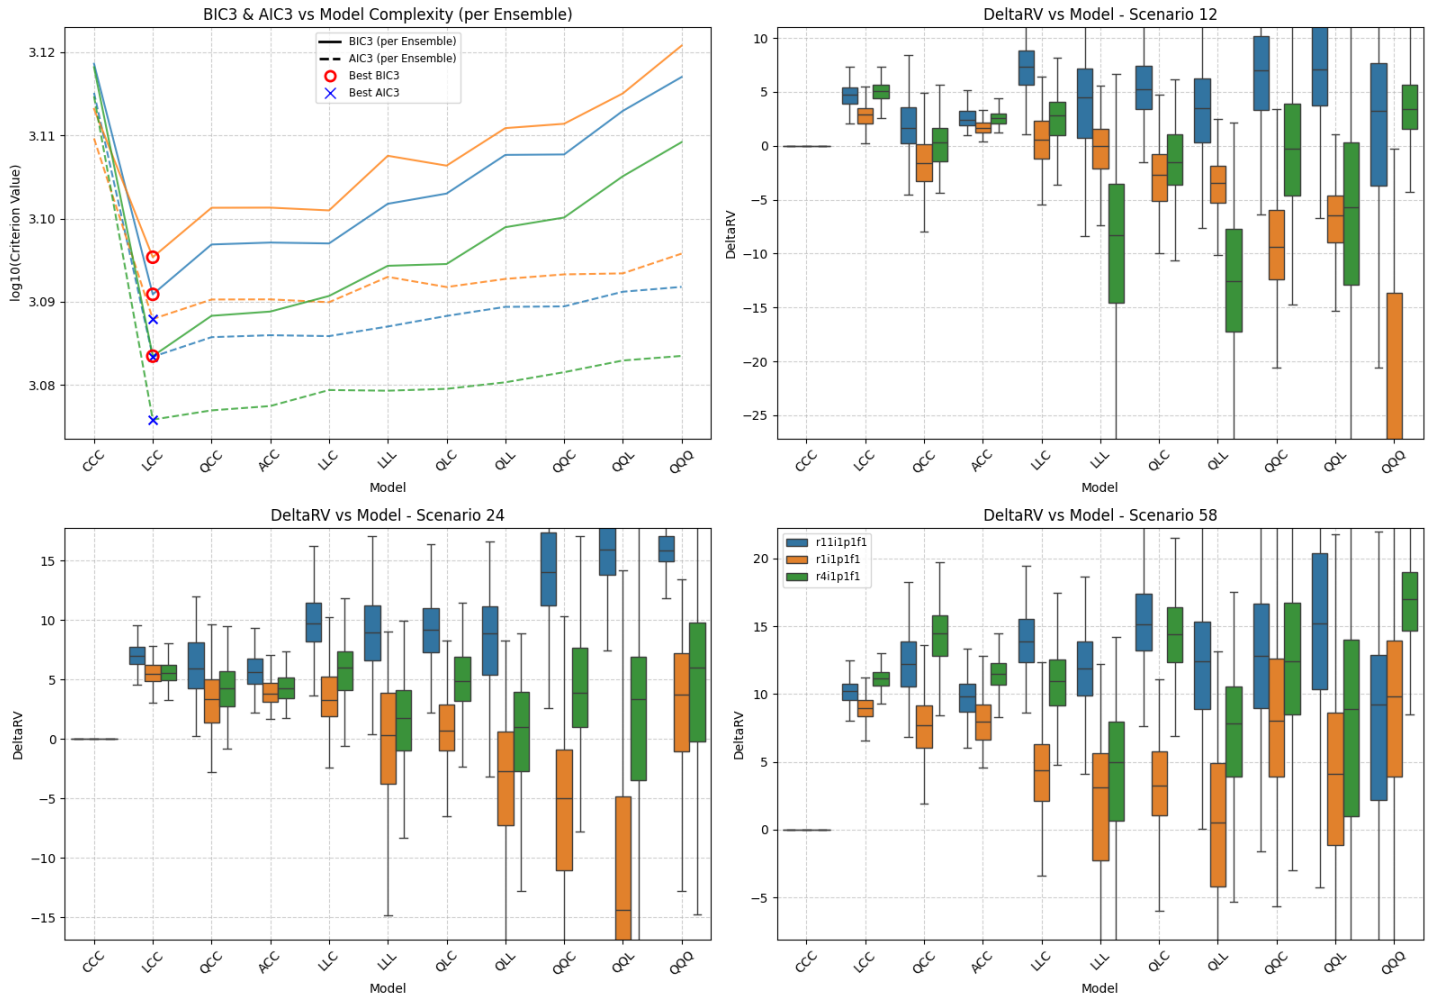 BIC3 & AIC3 vs Model Complexity (per Ensemble)
BIC3 (per Ensemble)
AIC3 (per Ensemble)
Best BIC3
Best AIC3
log10(Criterion Value)
3.12
3.11
3.10
3.09
3.08
CCC LCC QCC ACC LLC LLL QLC QLL QQC QQL QQQ
Model
DeltaRV vs Model - Scenario 12
DeltaRV
10
5
0
−5
−10
−15
−20
−25
CCC LCC QCC ACC LLC LLL QLC QLL QQC QQL QQQ
Model
DeltaRV vs Model - Scenario 24
DeltaRV
15
10
5
0
−5
−10
−15
CCC LCC QCC ACC LLC LLL QLC QLL QQC QQL QQQ
Model
DeltaRV vs Model - Scenario 58
r11i1p1f1
r1i1p1f1
r4i1p1f1
DeltaRV
20
15
10
5
0
−5
CCC LCC QCC ACC LLC LLL QLC QLL QQC QQL QQQ
Model